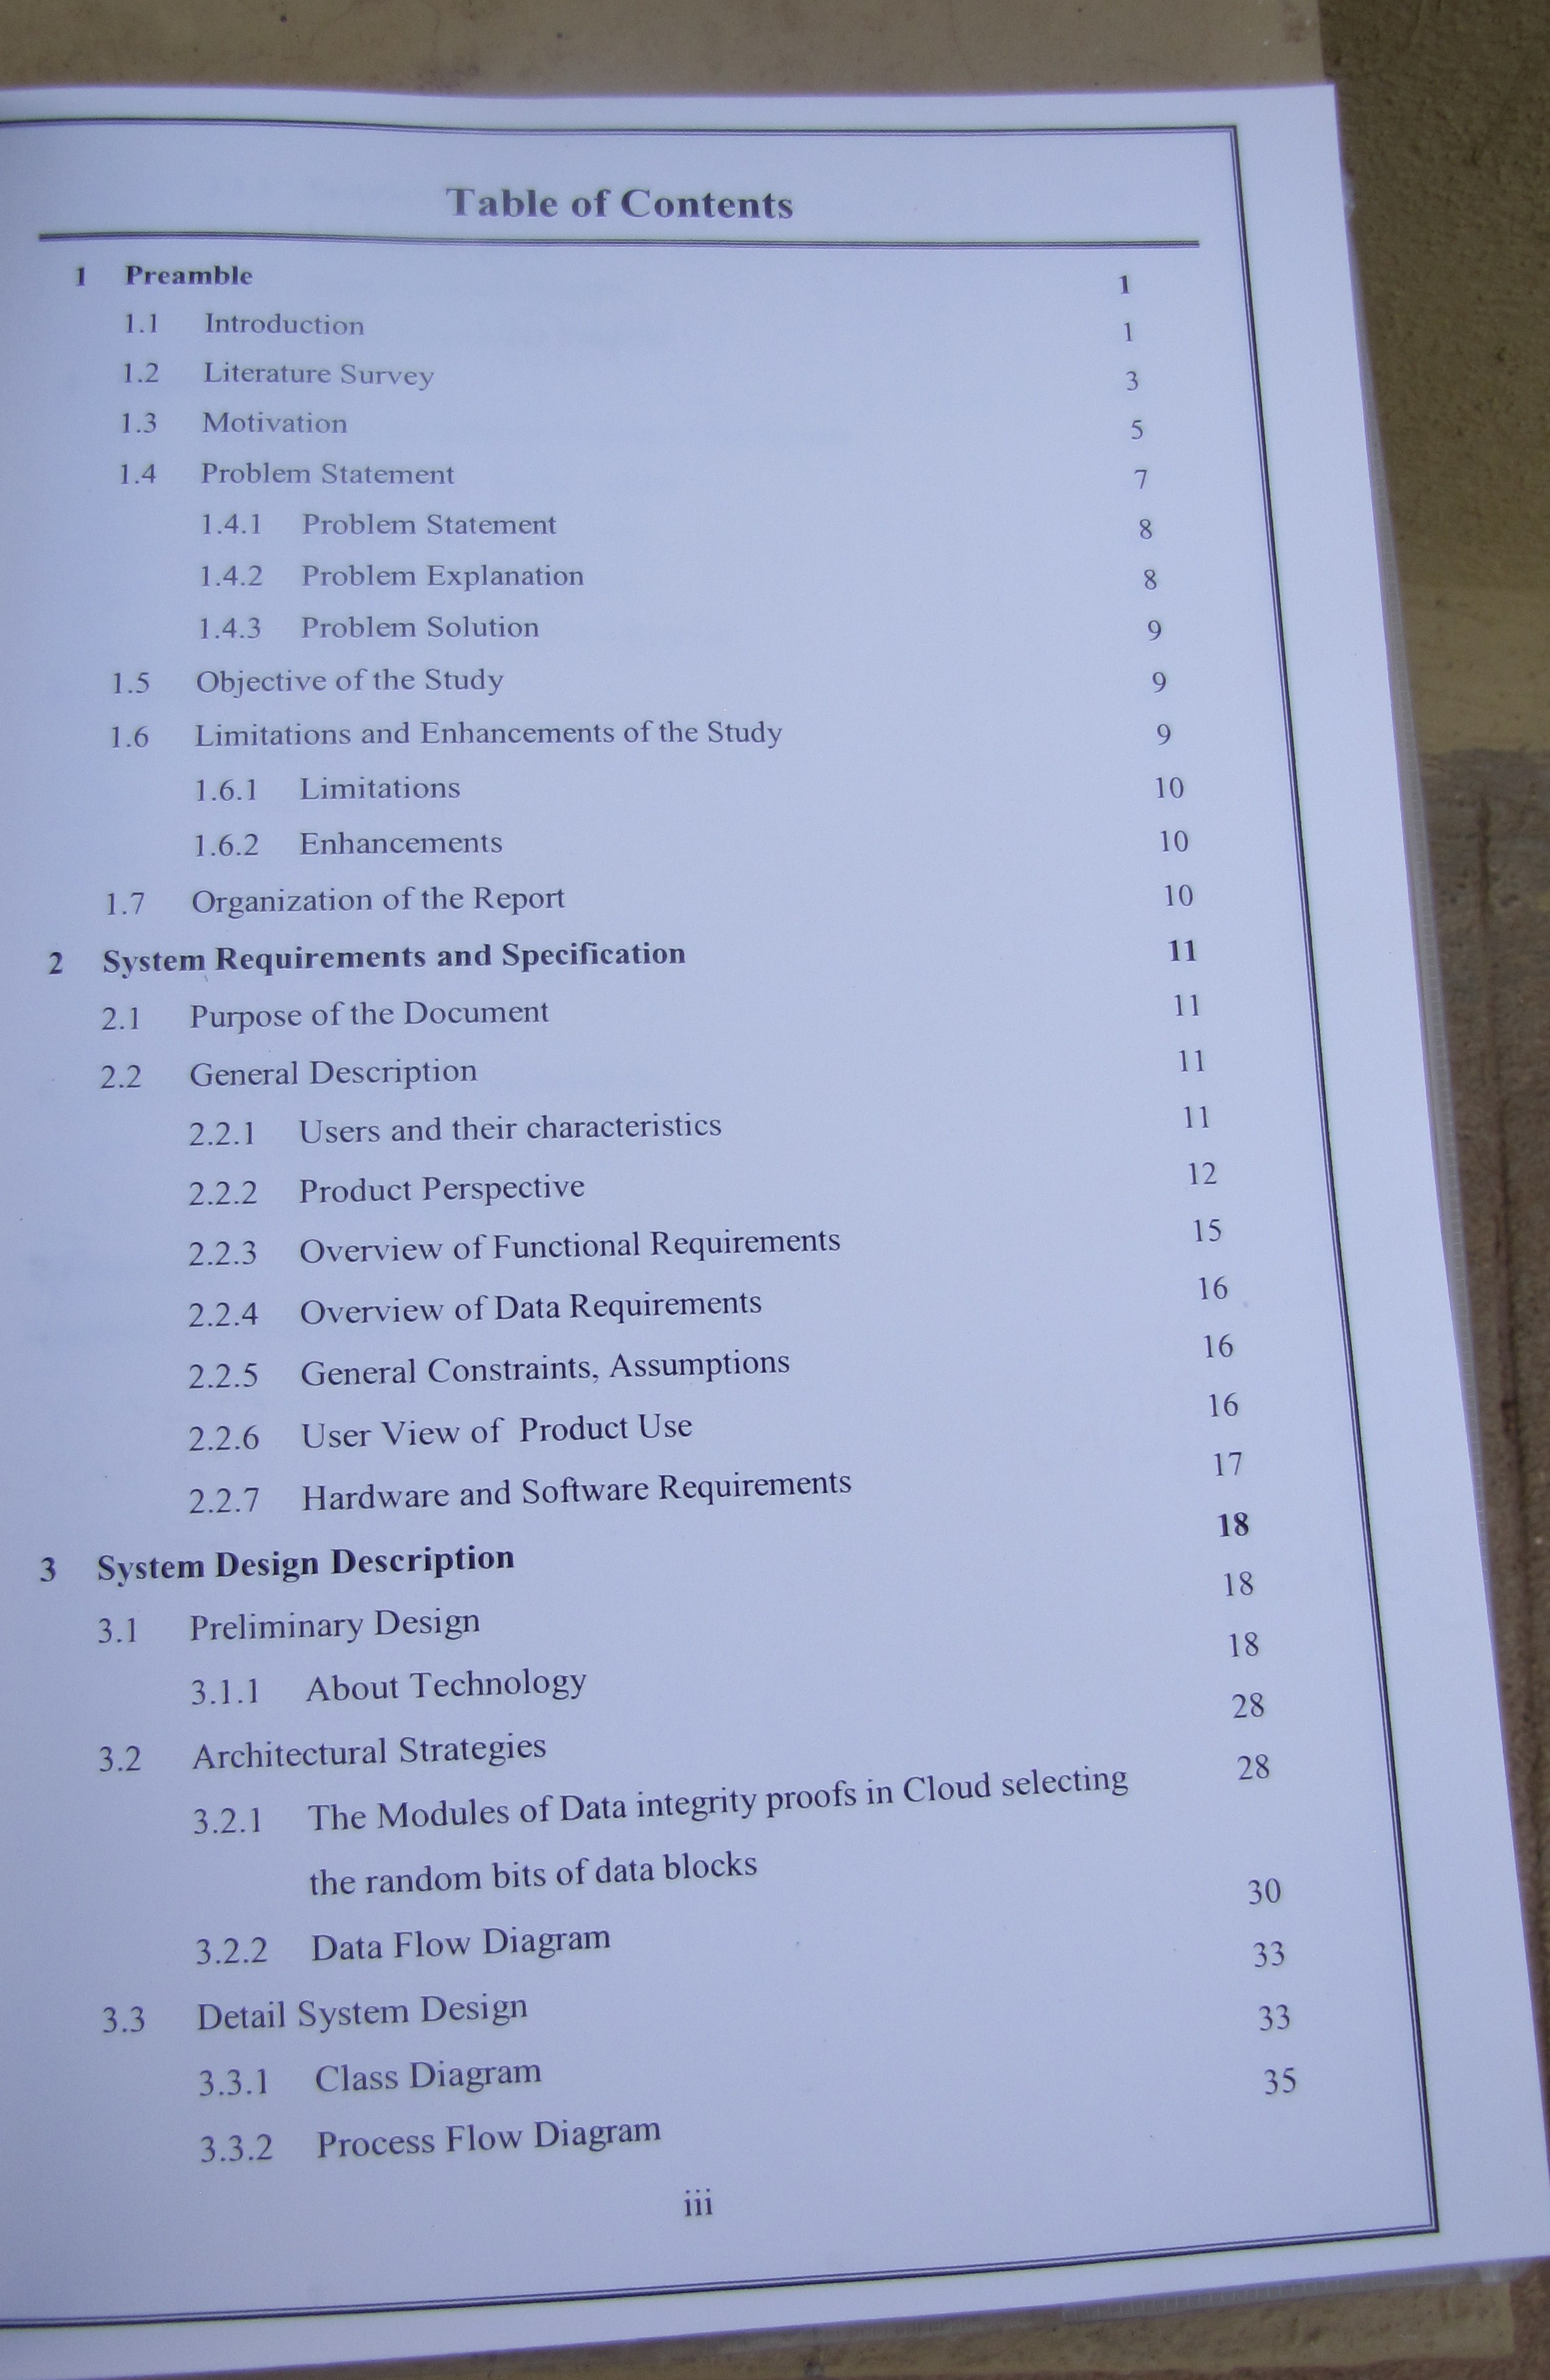 Table of Contents
1 Preamble 1
1.1 Introduction 1
1.2 Literature Survey 3
1.3 Motivation 5
1.4 Problem Statement 7
1.4.1 Problem Statement 8
1.4.2 Problem Explanation 8
1.4.3 Problem Solution 9
1.5 Objective of the Study 9
1.6 Limitations and Enhancements of the Study 9
1.6.1 Limitations 10
1.6.2 Enhancements 10
1.7 Organization of the Report 10
2 System Requirements and Specification 11
2.1 Purpose of the Document 11
2.2 General Description 11
2.2.1 Users and their characteristics 11
2.2.2 Product Perspective 12
2.2.3 Overview of Functional Requirements 15
2.2.4 Overview of Data Requirements 16
2.2.5 General Constraints, Assumptions 16
2.2.6 User View of Product Use 16
2.2.7 Hardware and Software Requirements 17
3 System Design Description 18
3.1 Preliminary Design 18
3.1.1 About Technology 18
3.2 Architectural Strategies 28
3.2.1 The Modules of Data integrity proofs in Cloud selecting 28
the random bits of data blocks
3.2.2 Data Flow Diagram 30
3.3 Detail System Design 33
3.3.1 Class Diagram 33
3.3.2 Process Flow Diagram 35
iii